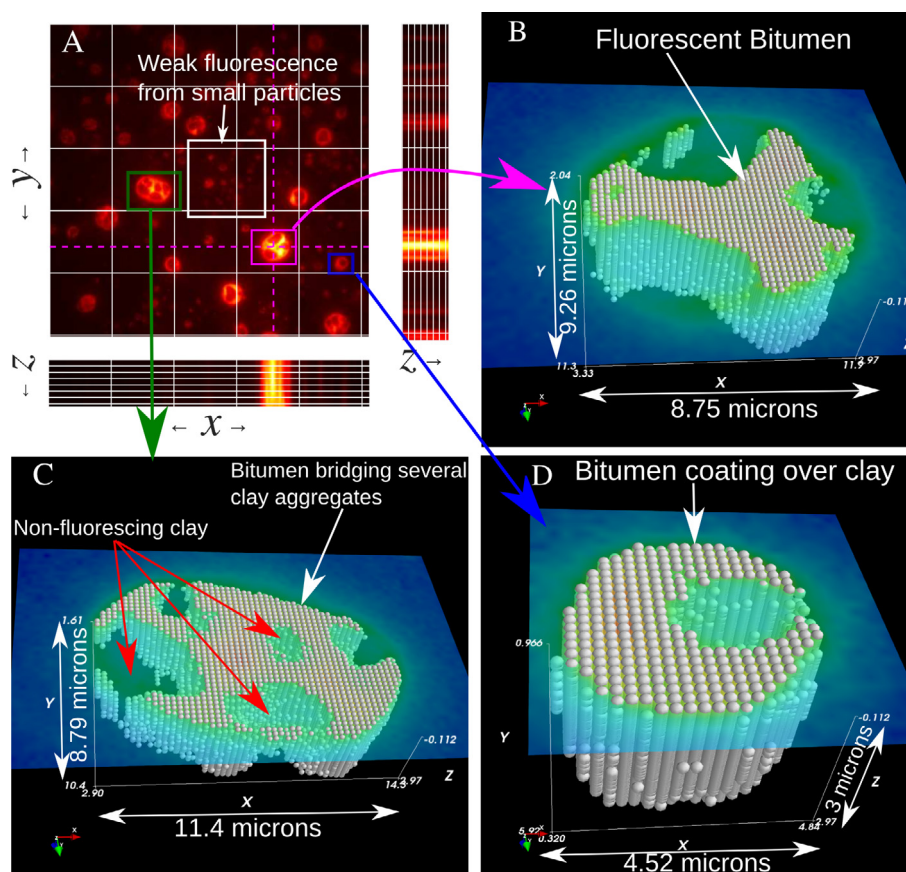 A
Weak fluorescence
from small particles
← y →
← z →
← x →
z →
B
Fluorescent Bitumen
2.04
Y
9.26 microns
11.3
3.33
X
8.75 microns
11.9
2.97
Z
C
Bitumen bridging several
clay aggregates
Non-fluorescing clay
1.61
Y
8.79 microns
10.4
2.90
X
11.4 microns
2.97
-0.112
Z
D
Bitumen coating over clay
0.966
Y
5.92
0.320
X
4.52 microns
4.84
2.97
3 microns
Z
-0.112